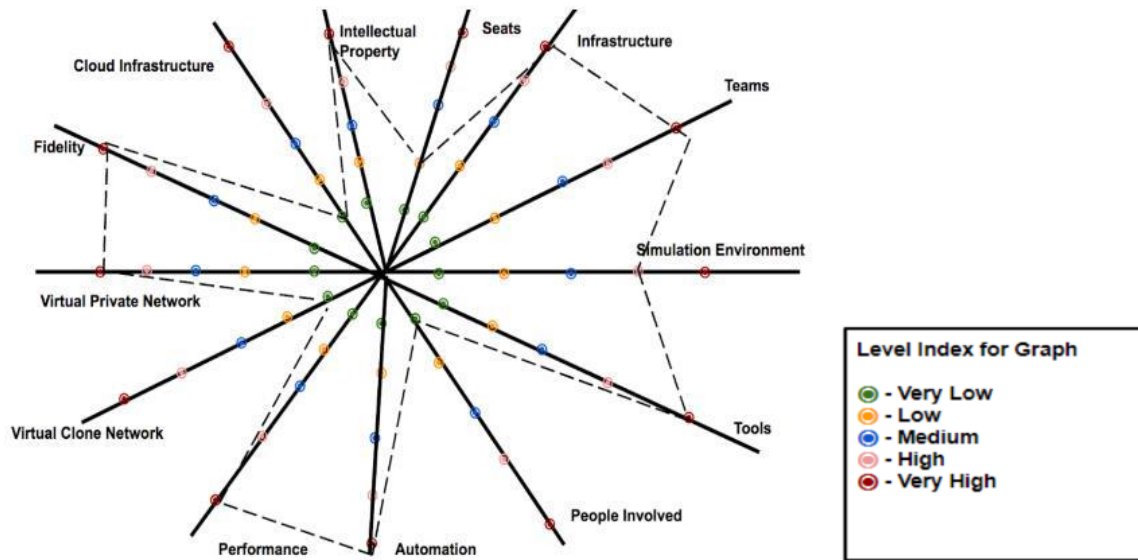 Intellectual
Property
Seats
Infrastructure
Cloud Infrastructure
Teams
Fidelity
Simulation Environment
Virtual Private Network
Level Index for Graph
- Very Low
- Low
- Medium
- High
- Very High
Virtual Clone Network
Tools
People Involved
Performance
Automation